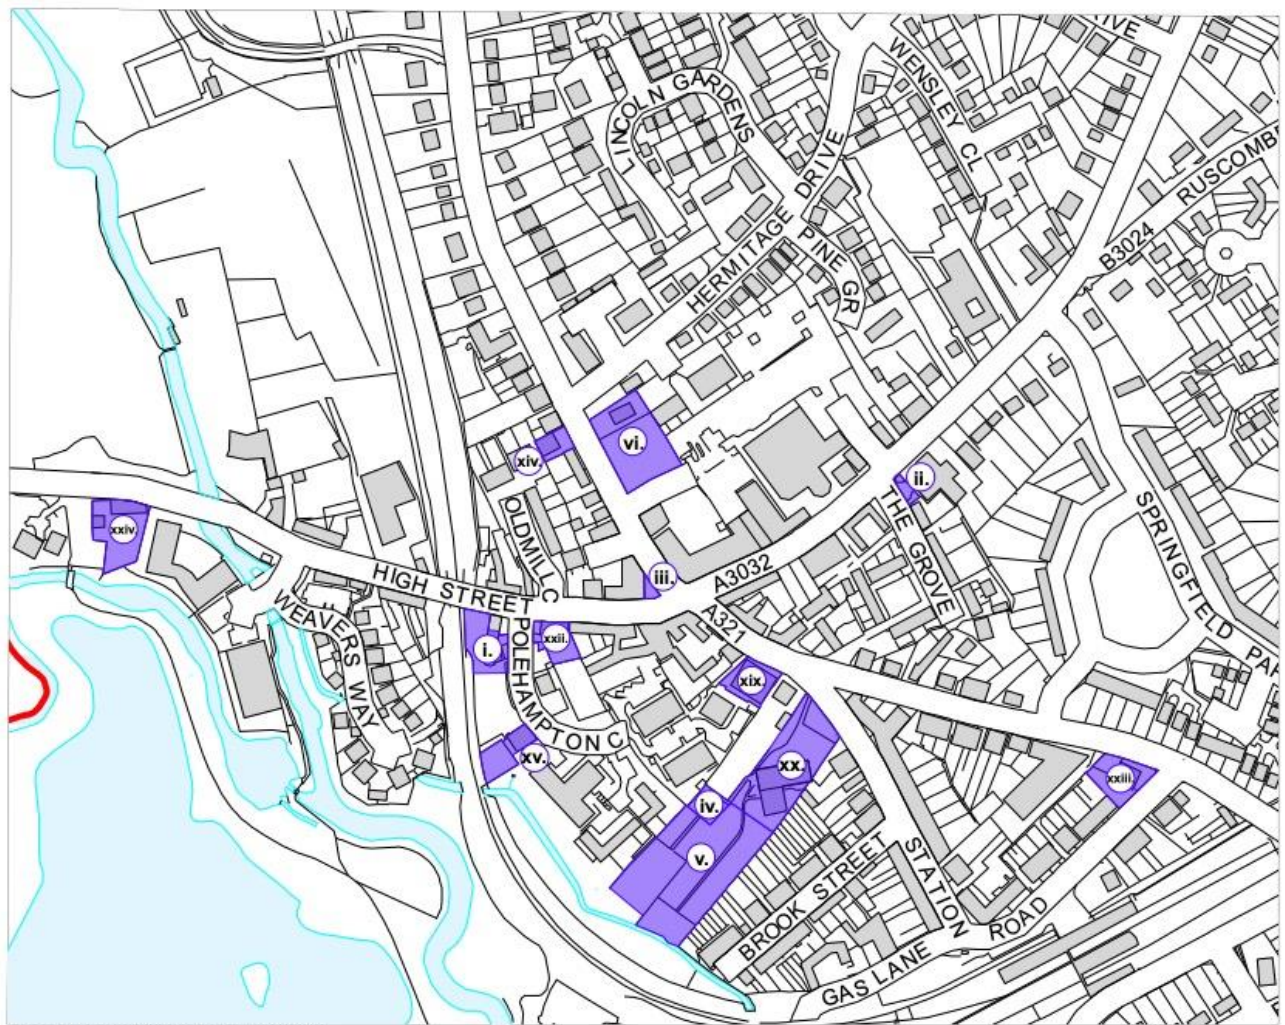 RIVE
WENSLEY CL
LINCOLN GARDENS
RUSCOMB
HERMITAGE DRIVE
B3024
PINE GR
vi.
xiv.
ii.
OLDMILL C
THE GROVE
SPRINGFIELD PA
xxiv.
HIGH STREET
iii.
A3032
A321
WEAVERS WAY
i.
POLEHAMPTON C
xxii.
xix.
xv.
xx.
xxiii.
iv.
v.
BROOK STREET
STATION ROAD
GAS LANE